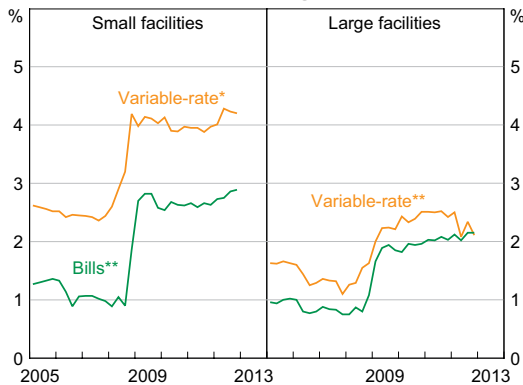 % Small facilities Large facilities %
5 5
Variable-rate*
4 4
3 3
Variable-rate**
2 2
Bills**
1 1
0 0
2005 2009 2013 2009 2013